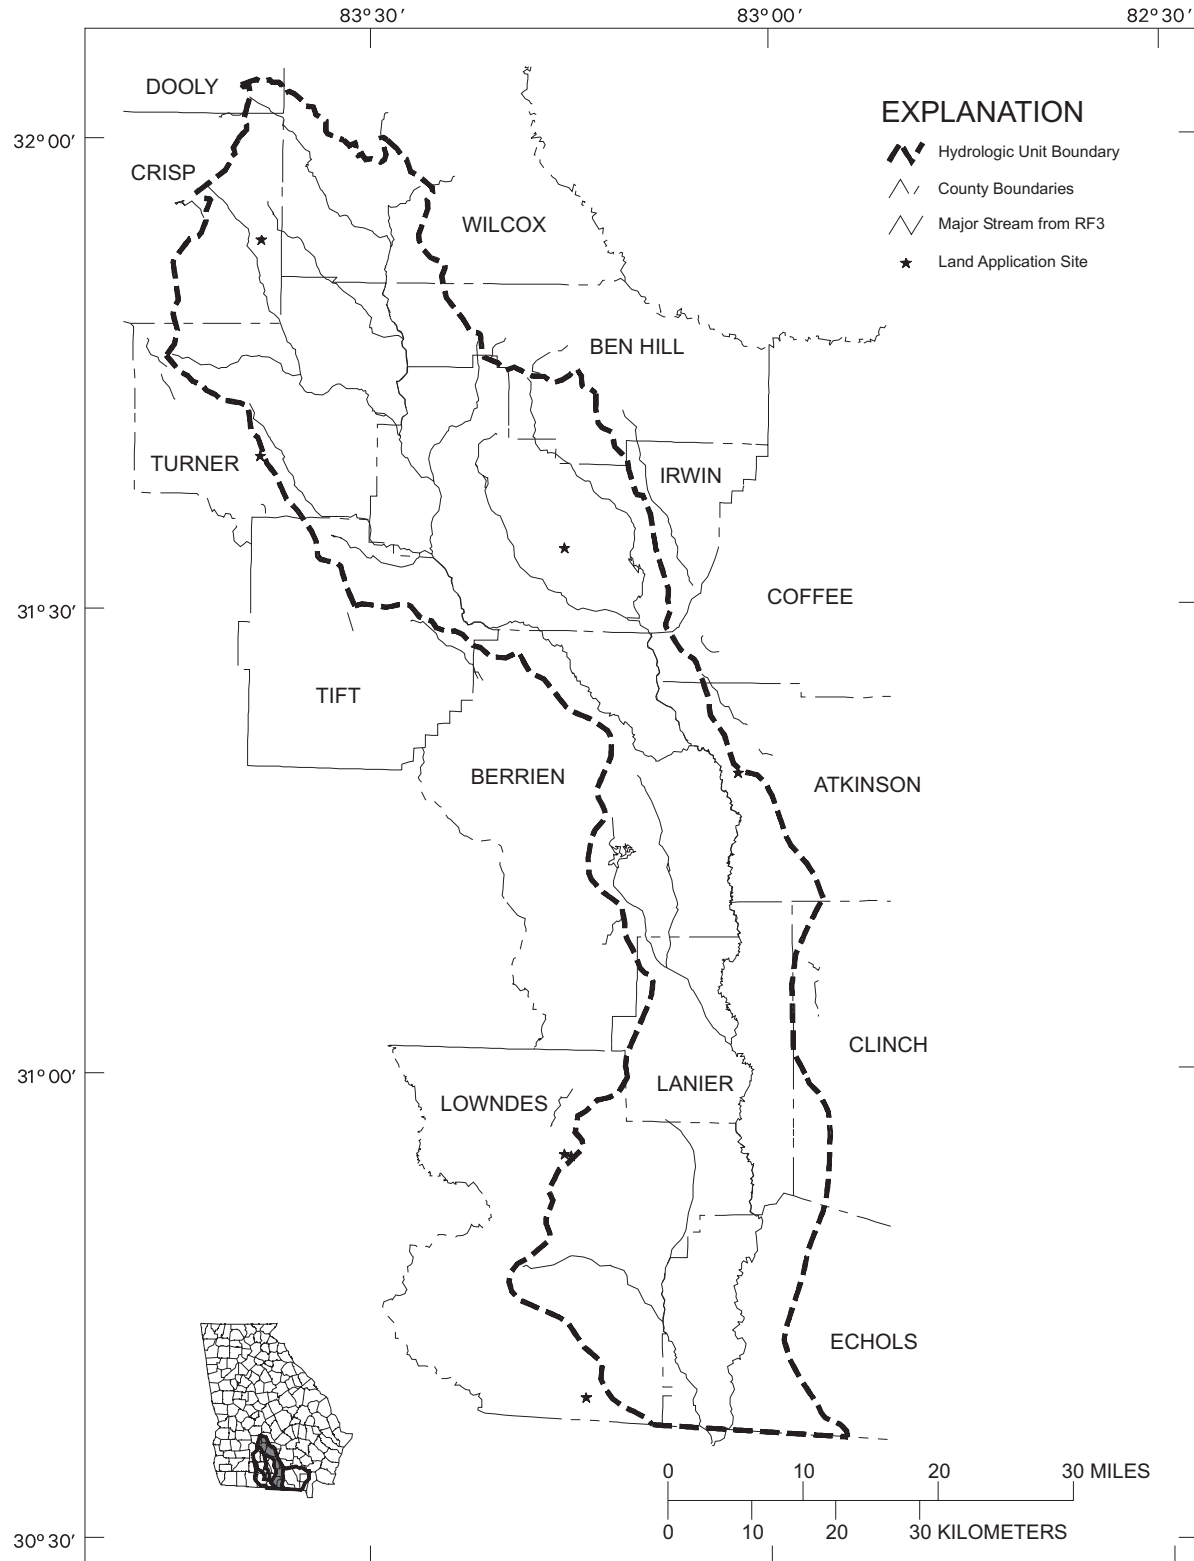 83° 30′ 83° 00′ 82° 30′
DOOLY
EXPLANATION
32° 00′
Hydrologic Unit Boundary
CRISP
County Boundaries
WILCOX
Major Stream from RF3
Land Application Site
BEN HILL
TURNER
IRWIN
COFFEE
31° 30′
TIFT
BERRIEN
ATKINSON
CLINCH
31° 00′
LANIER
LOWNDES
ECHOLS
0 10 20 30 MILES
0 10 20 30 KILOMETERS
30° 30′